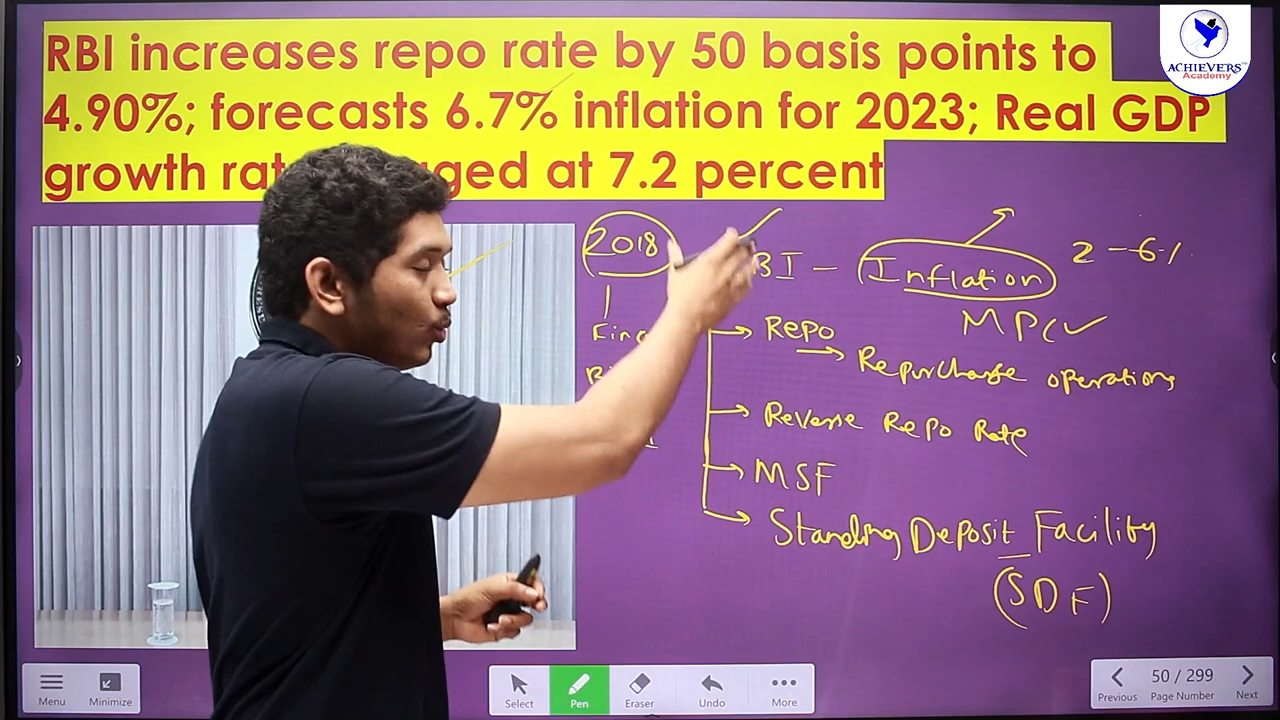 RBI increases repo rate by 50 basis points to
4.90%; forecasts 6.7% inflation for 2023; Real GDP
growth at 7.2 percent
ACHIEVERS
Academy
2018
BI - Inflation 2-6%
MPC
Repo
Repurchase operations
Reverse Repo Rate
MSF
Standing Deposit Facility
(SDF)
Menu
Minimize
Select
Pen
Eraser
Undo
More
50 / 299
Previous
Page Number
Next